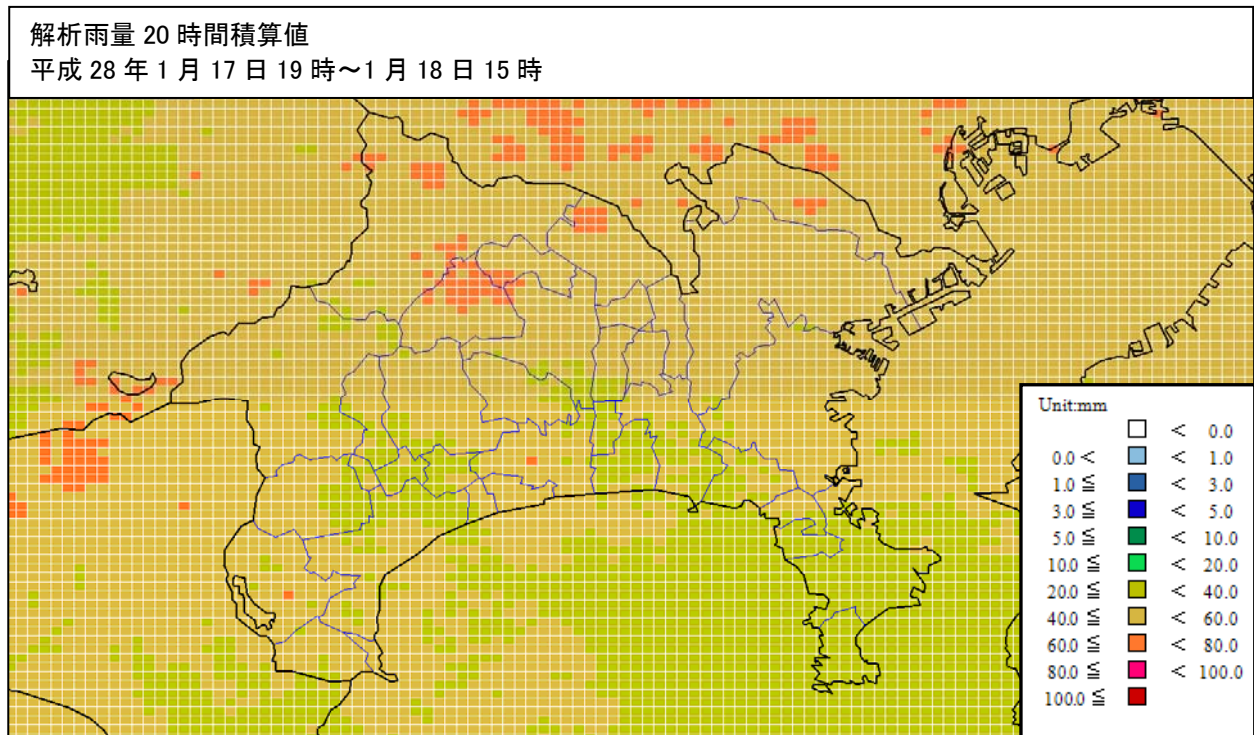 解析雨量 20 時間積算値
平成 28 年 1 月 17 日 19 時～1 月 18 日 15 時
Unit:mm
< 0.0
0.0 < < 1.0
1.0 ≦ < 3.0
3.0 ≦ < 5.0
5.0 ≦ < 10.0
10.0 ≦ < 20.0
20.0 ≦ < 40.0
40.0 ≦ < 60.0
60.0 ≦ < 80.0
80.0 ≦ < 100.0
100.0 ≦